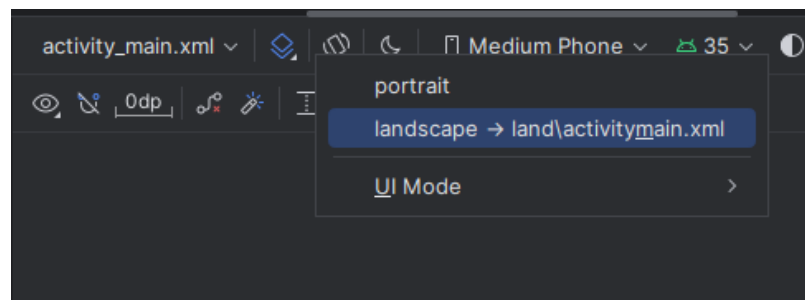 activity_main.xml
Medium Phone
35
0dp
portrait
landscape → land\activitymain.xml
UI Mode